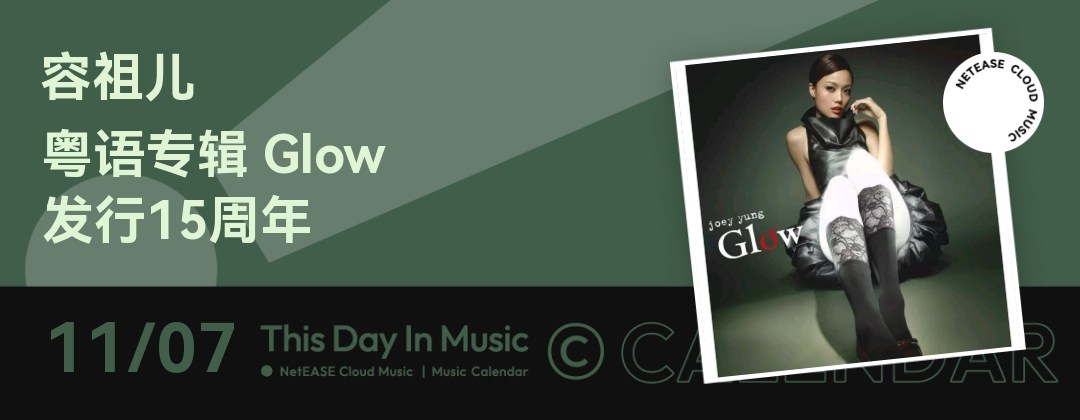 容祖儿
粤语专辑 Glow
发行15周年
joey yung
Glow
NETEASE CLOUD MUSIC
11/07
This Day In Music
NetEASE Cloud Music | Music Calendar
© CALENDAR